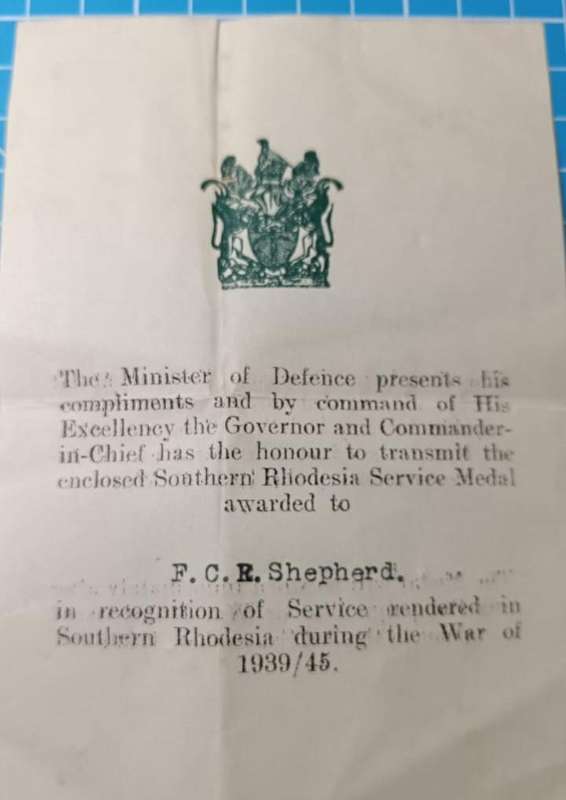 The Minister of Defence presents his
compliments and by command of His
Excellency the Governor and Commander-
in-Chief has the honour to transmit the
enclosed Southern Rhodesia Service Medal
awarded to
F. C. R. Shepherd.
in recognition of Service rendered in
Southern Rhodesia during the War of
1939/45.